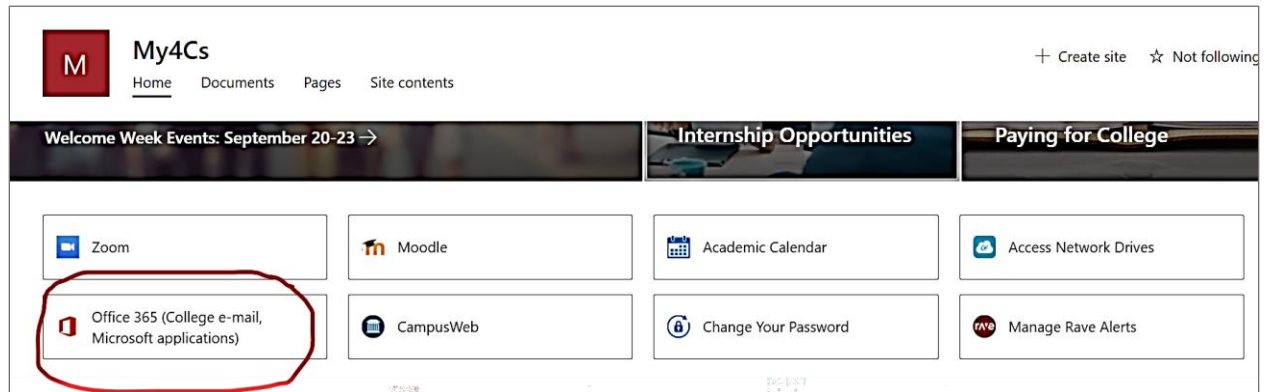 M
My4Cs
Home Documents Pages Site contents
+ Create site ☆ Not following
Welcome Week Events: September 20-23 →
Internship Opportunities
Paying for College
Zoom
Moodle
Academic Calendar
Access Network Drives
Office 365 (College e-mail,
Microsoft applications)
CampusWeb
Change Your Password
rave
Manage Rave Alerts